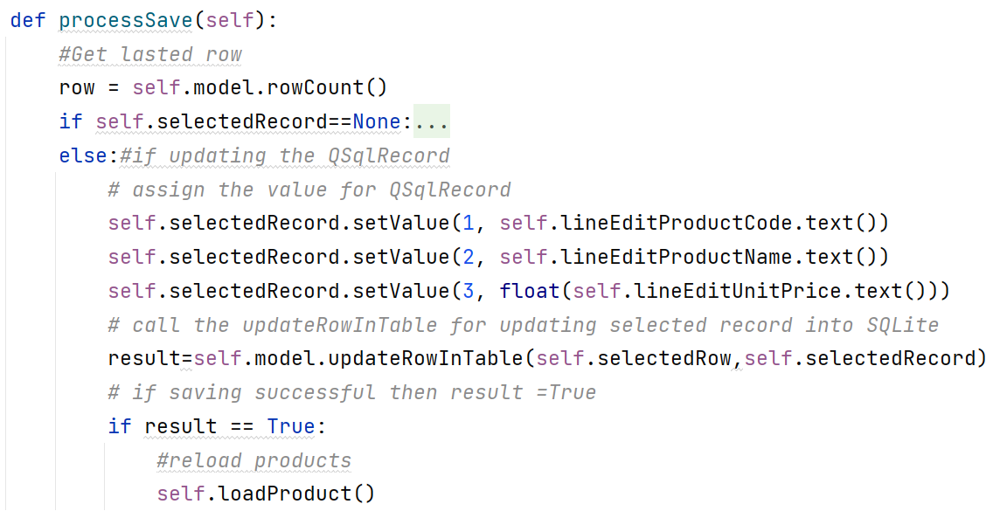 def processSave(self):
    #Get lasted row
    row = self.model.rowCount()
    if self.selectedRecord==None:...
    else:#if updating the QSqlRecord
        # assign the value for QSqlRecord
        self.selectedRecord.setValue(1, self.lineEditProductCode.text())
        self.selectedRecord.setValue(2, self.lineEditProductName.text())
        self.selectedRecord.setValue(3, float(self.lineEditUnitPrice.text()))
        # call the updateRowInTable for updating selected record into SQLite
        result=self.model.updateRowInTable(self.selectedRow,self.selectedRecord)
        # if saving successful then result =True
        if result == True:
            #reload products
            self.loadProduct()